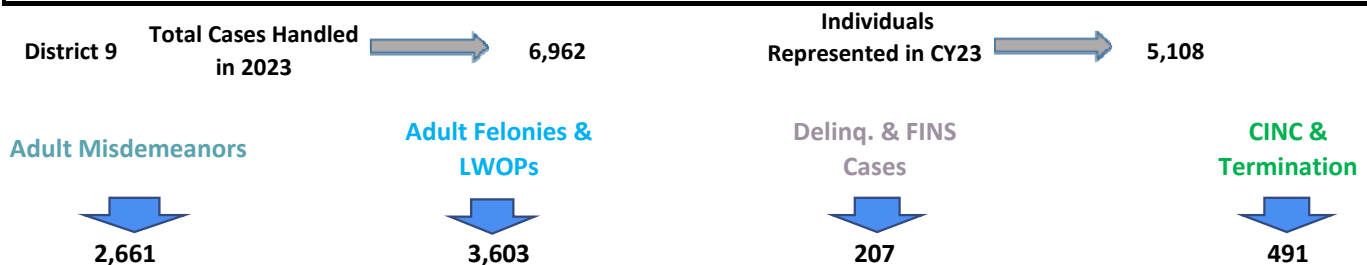 District 9
Total Cases Handled
in 2023
6,962
Individuals
Represented in CY23
5,108
Adult Misdemeanors
Adult Felonies &
LWOPs
Delinq. & FINS
Cases
CINC &
Termination
2,661
3,603
207
491